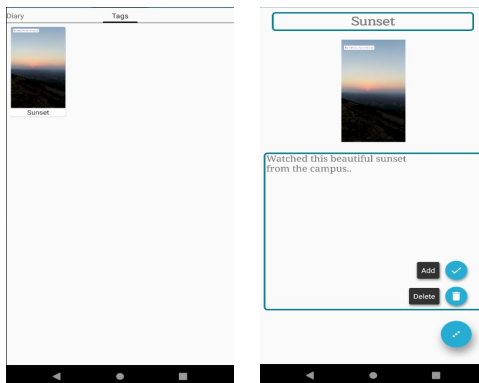 Diary Tags
Sunset
Sunset
Watched this beautiful sunset
from the campus..
Add
Delete